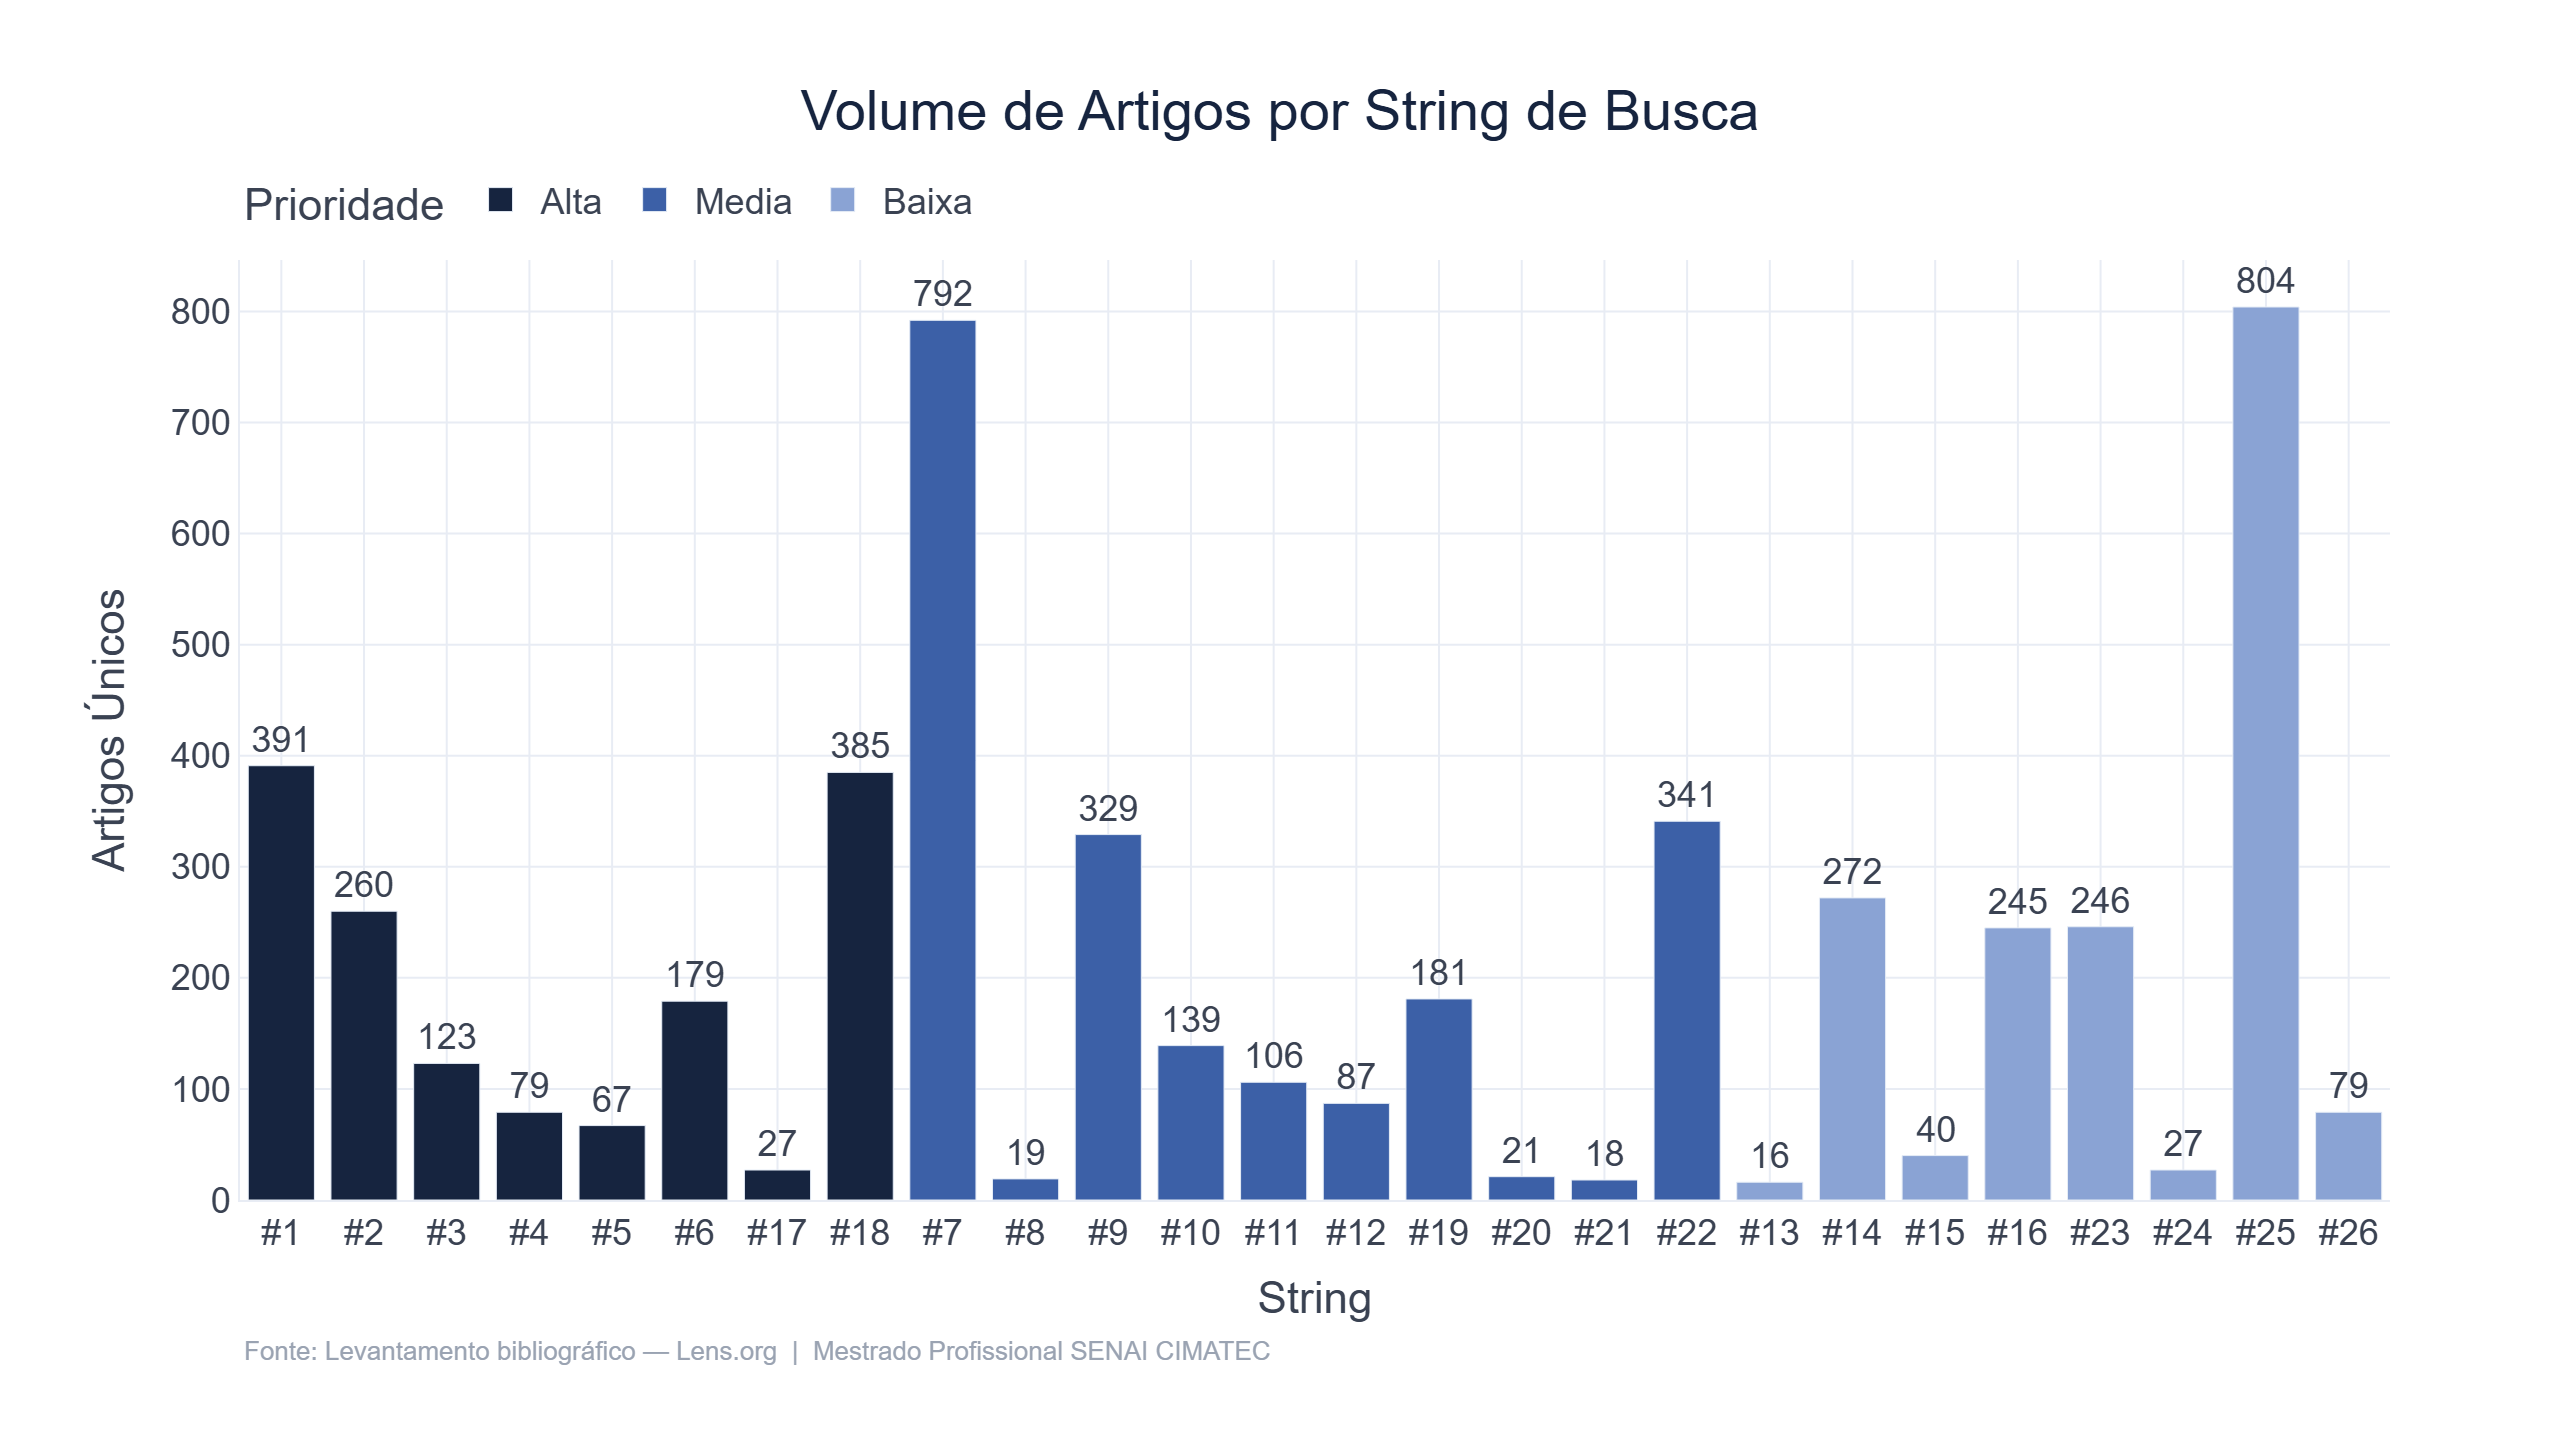 Volume de Artigos por String de Busca
Prioridade Alta Media Baixa
Artigos Únicos
800
700
600
500
400
300
200
100
0
391 260 123 79 67 179 27 385 792 19 329 139 106 87 181 21 18 341 16 272 40 245 246 27 804 79
#1 #2 #3 #4 #5 #6 #17 #18 #7 #8 #9 #10 #11 #12 #19 #20 #21 #22 #13 #14 #15 #16 #23 #24 #25 #26
String
Fonte: Levantamento bibliográfico — Lens.org | Mestrado Profissional SENAI CIMATEC